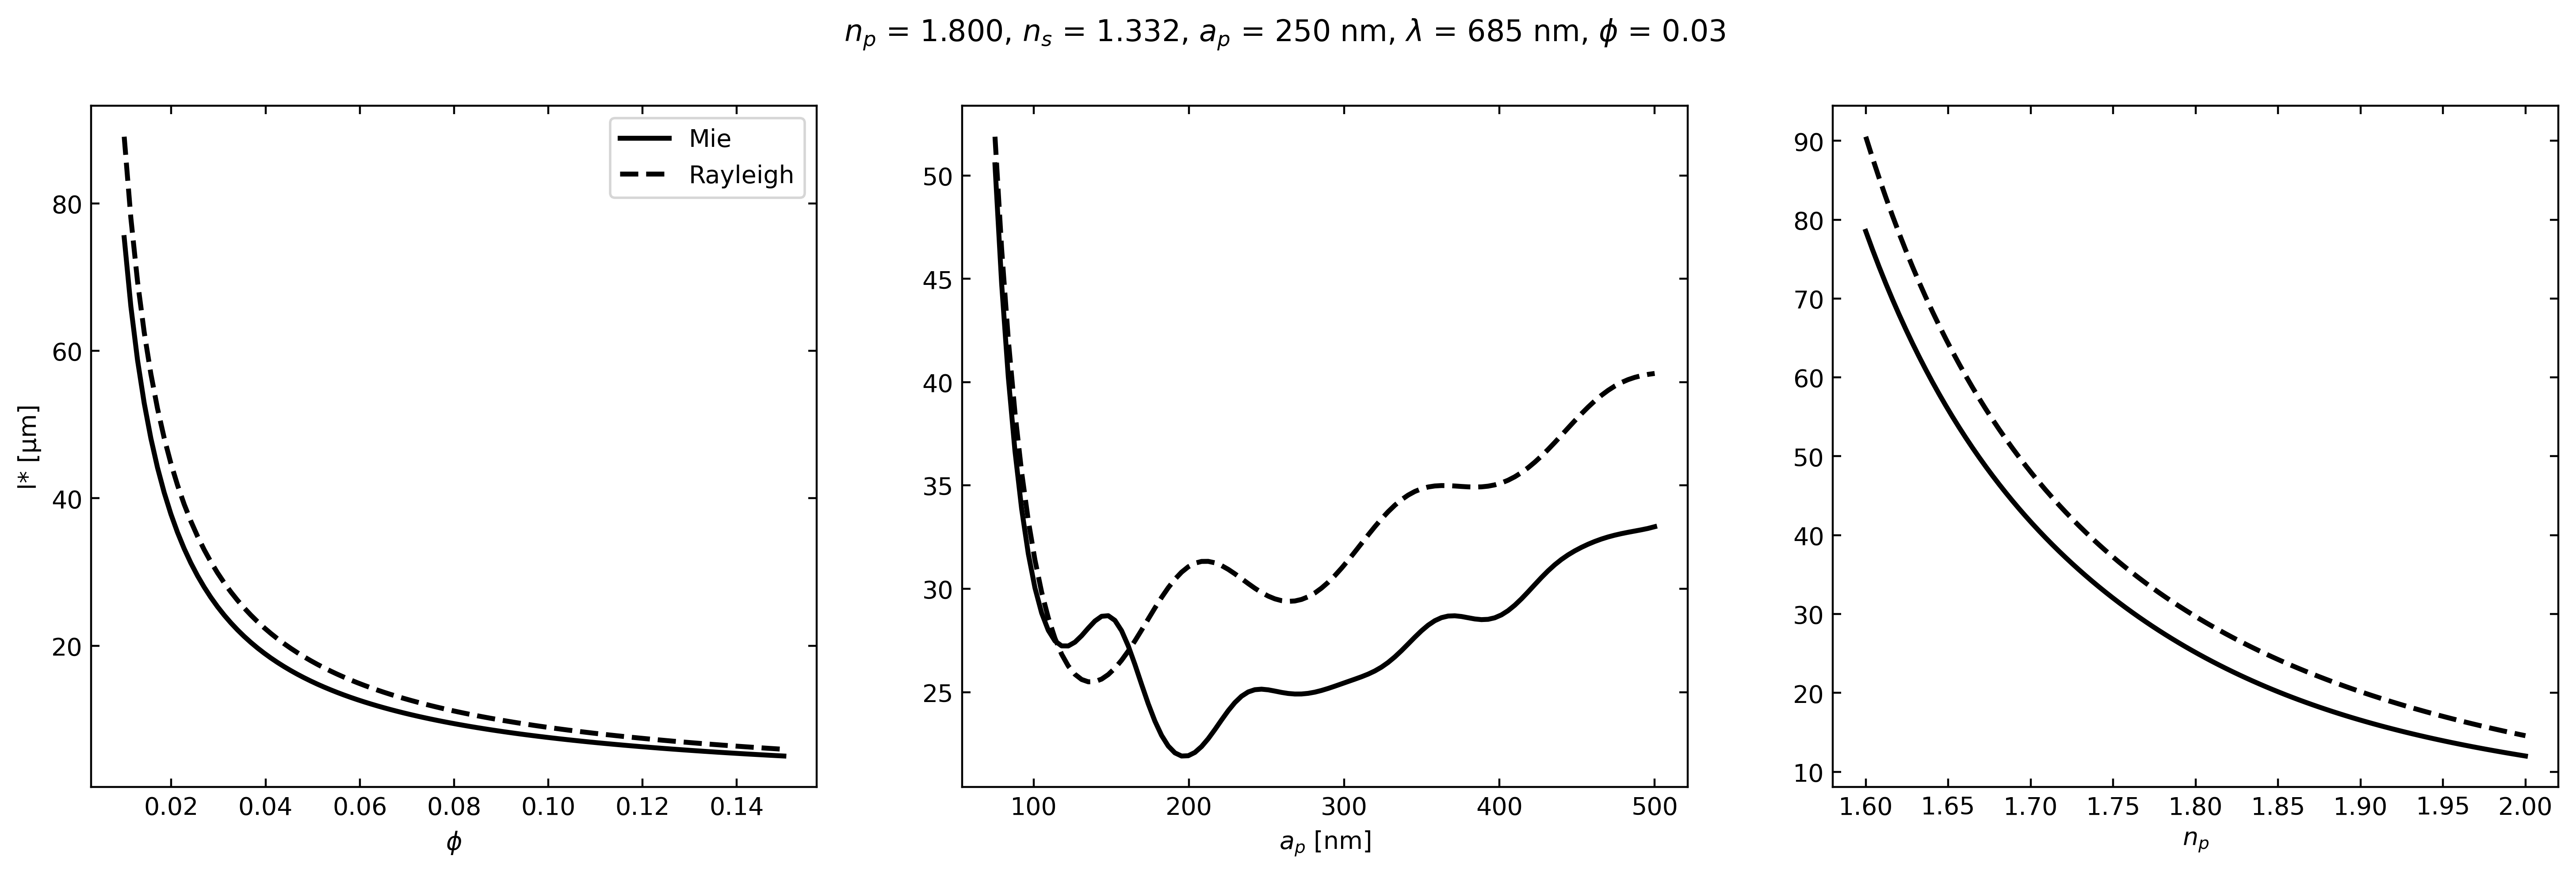 n_p = 1.800, n_s = 1.332, a_p = 250 nm, λ = 685 nm, ϕ = 0.03
l* [μm]
80
60
40
20
0.02 0.04 0.06 0.08 0.10 0.12 0.14
ϕ
Mie
Rayleigh
50
45
40
35
30
25
100 200 300 400 500
a_p [nm]
90
80
70
60
50
40
30
20
10
1.60 1.65 1.70 1.75 1.80 1.85 1.90 1.95 2.00
n_p